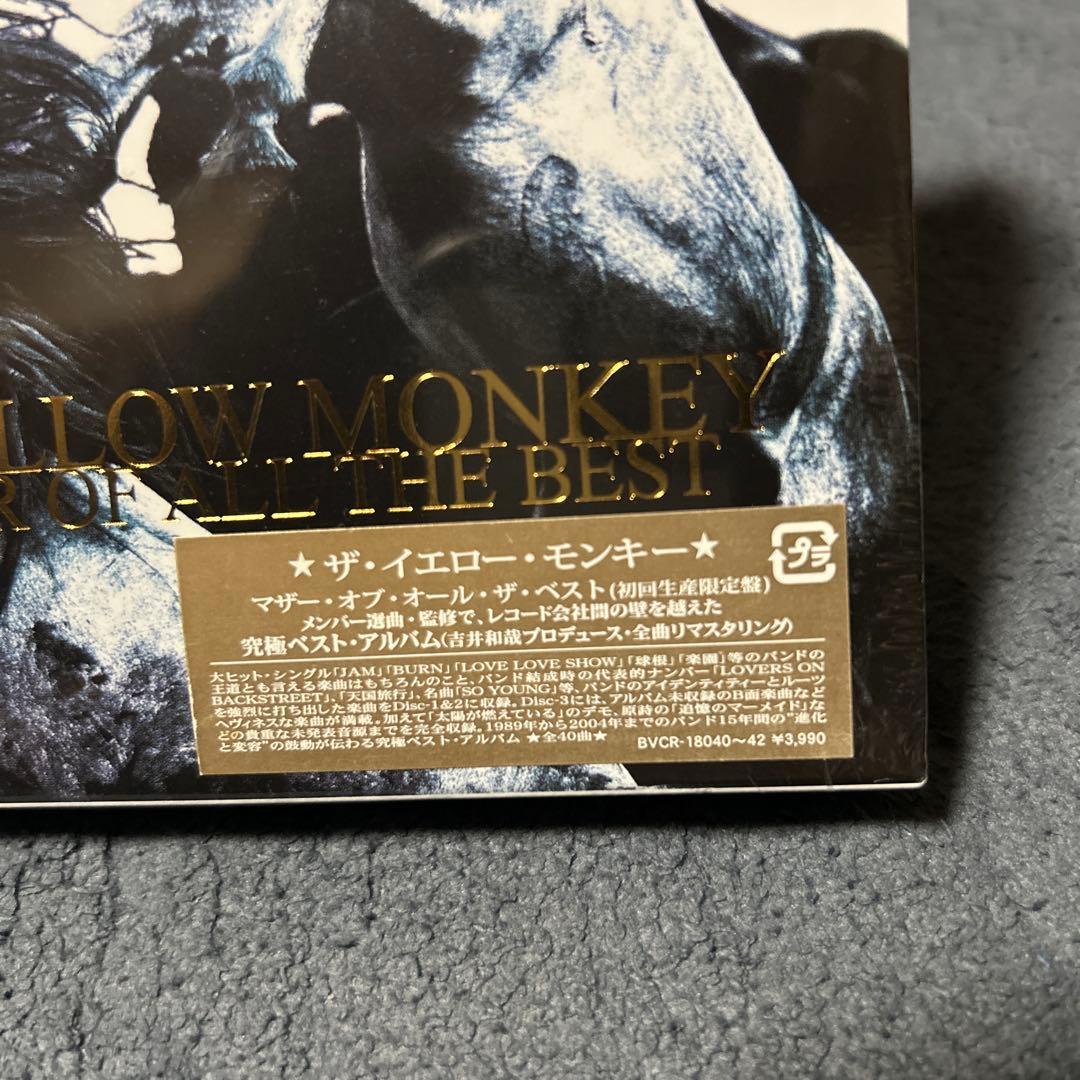 LLOW MONKEY
R OF ALL THE BEST
★ザ・イエロー・モンキー★
プラ
マザー・オブ・オール・ザ・ベスト(初回生産限定盤)
メンバー選曲・監修で、レコード会社間の壁を越えた
究極ベスト・アルバム(吉井和哉プロデュース・全曲リマスタリング)
大ヒット・シングル「JAM」「BURN」「LOVE LOVE SHOW」「球根」「楽園」等のバンドの
王道とも言える楽曲はもちろんのこと、バンド結成時の代表的ナンバー「LOVERS ON
BACKSTREET」、「天国旅行」、名曲「SO YOUNG」等、バンドのアイデンティティーとルーツ
を強烈に打ち出した楽曲をDisc-1&2に収録。Disc-3には、アルバム未収録のB面楽曲など
ヘヴィネスな楽曲が満載。加えて「太陽が燃えている」のデモ、原詩の「追憶のマーメイド」な
どの貴重な未発表音源までを完全収録。1989年から2004年までのバンド15年間の"進化
と変容"の鼓動が伝わる究極ベスト・アルバム ★全40曲★
BVCR-18040〜42 ¥3,990